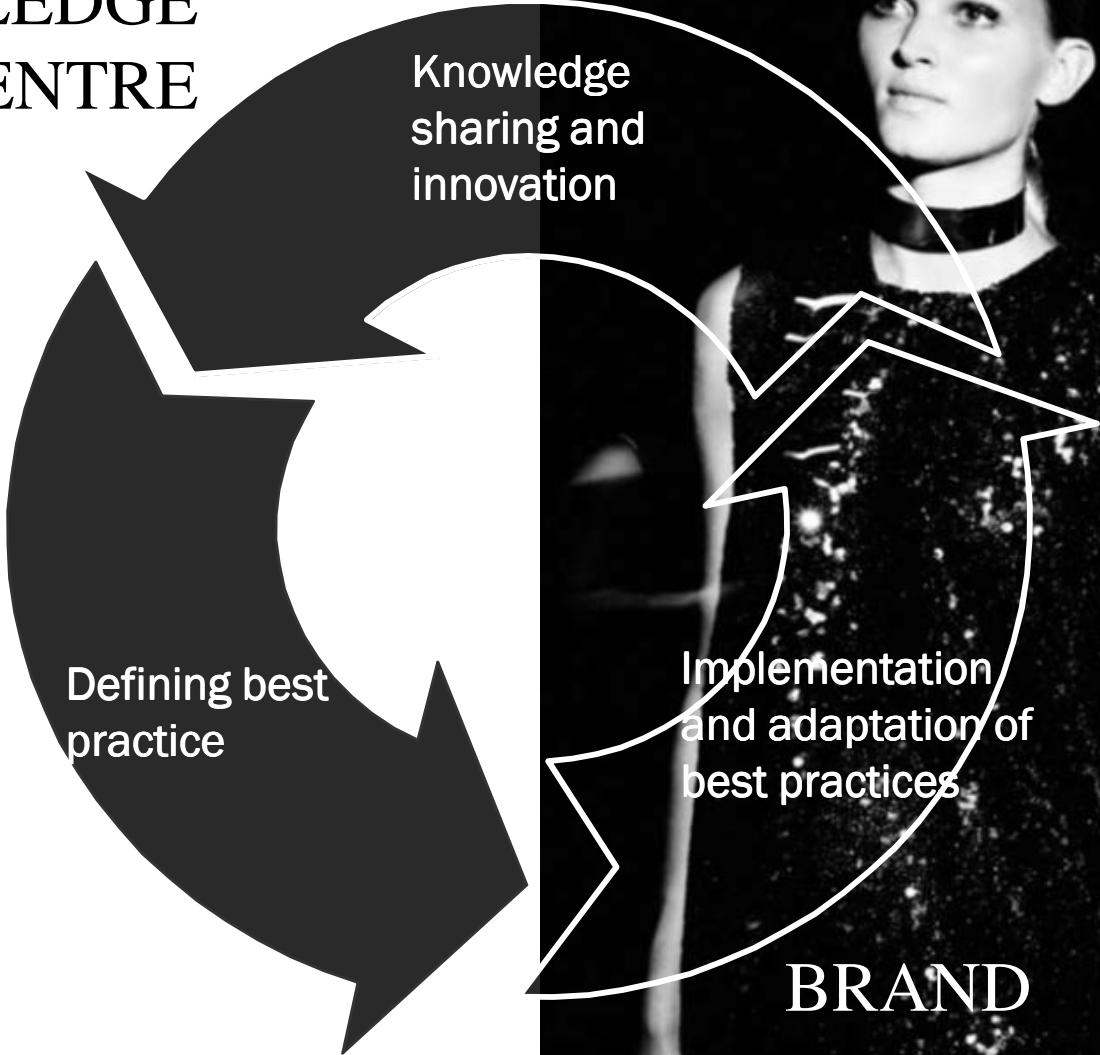 LEDGE
ENTRE
Knowledge
sharing and
innovation
Defining best
practice
Implementation
and adaptation of
best practices
BRAND